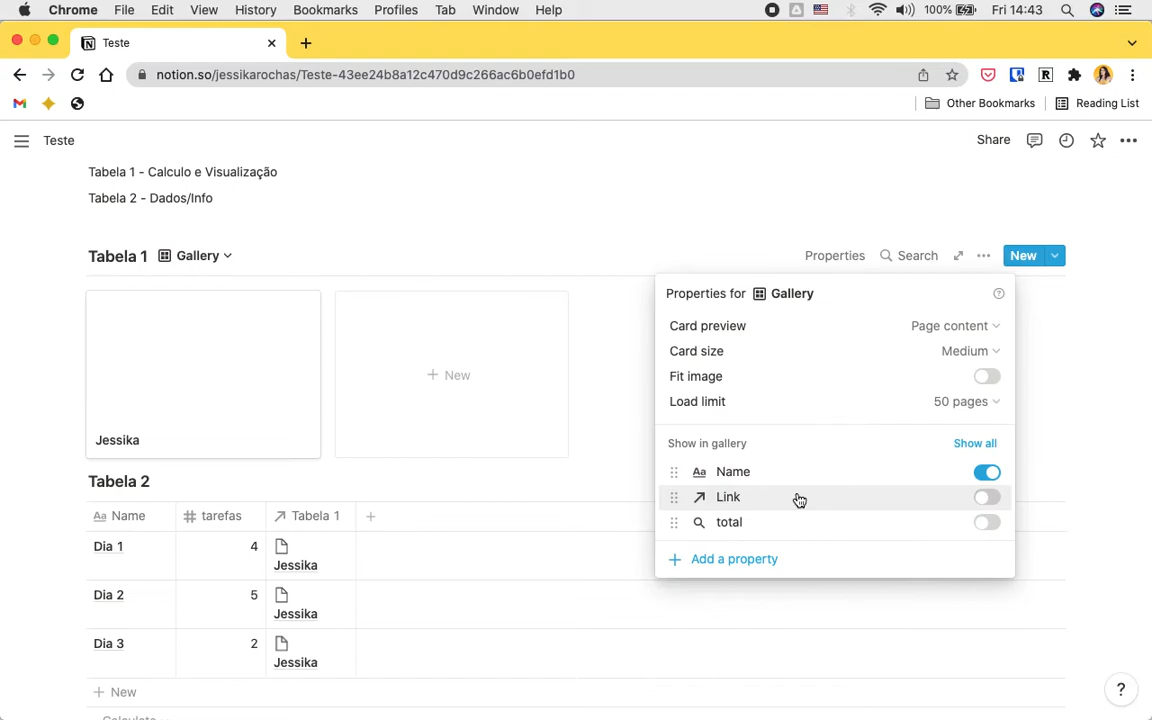 Chrome File Edit View History Bookmarks Profiles Tab Window Help 100% Fri 14:43
Teste
notion.so/jessikarochas/Teste-43ee24b8a12c470d9c266ac6b0efd1b0
Other Bookmarks Reading List
Teste Share
Tabela 1 - Calculo e Visualização
Tabela 2 - Dados/Info
Tabela 1 Gallery Properties Search New
Properties for Gallery
Card preview Page content
Card size Medium
Fit image
Load limit 50 pages
Show in gallery Show all
Aa Name
Link
total
+ Add a property
+ New
Jessika
Tabela 2
Aa Name # tarefas Tabela 1 +
Dia 1 4 Jessika
Dia 2 5 Jessika
Dia 3 2 Jessika
+ New
Calculate
?